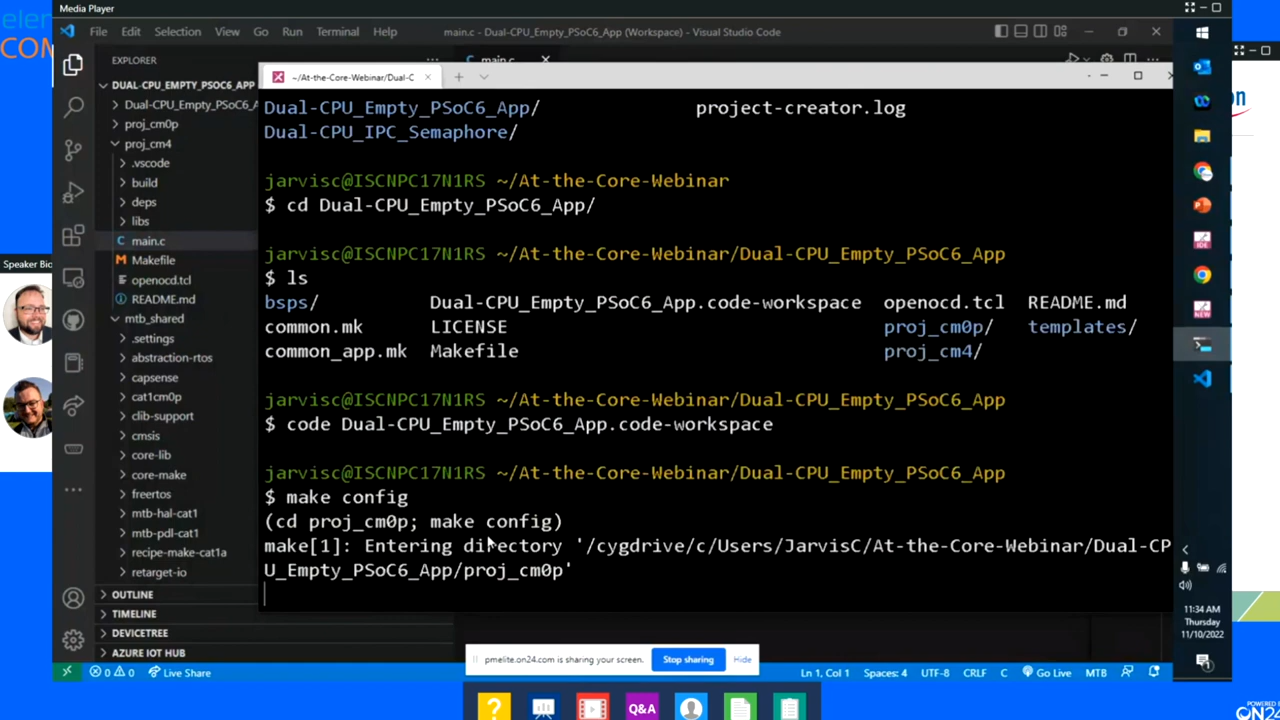 Media Player
elen
COM
File Edit Selection View Go Run Terminal Help
main.c - Dual-CPU_Empty_PSoC6_App (Workspace) - Visual Studio Code
EXPLORER
main.c
DUAL-CPU_EMPTY_PSOC6_APP
Dual-CPU_Empty_PSoC6_A
proj_cm0p
proj_cm4
.vscode
build
deps
libs
C main.c
Makefile
openocd.tcl
README.md
mtb_shared
.settings
abstraction-rtos
capsense
cat1cm0p
clib-support
cmsis
core-lib
core-make
freertos
mtb-hal-cat1
mtb-pdl-cat1
recipe-make-cat1a
retarget-io
OUTLINE
TIMELINE
DEVICETREE
AZURE IOT HUB
~/At-the-Core-Webinar/Dual-C
Dual-CPU_Empty_PSoC6_App/ project-creator.log
Dual-CPU_IPC_Semaphore/
jarvisc@ISCNPC17N1RS ~/At-the-Core-Webinar
$ cd Dual-CPU_Empty_PSoC6_App/
jarvisc@ISCNPC17N1RS ~/At-the-Core-Webinar/Dual-CPU_Empty_PSoC6_App
$ ls
bsps/ Dual-CPU_Empty_PSoC6_App.code-workspace openocd.tcl README.md
common.mk LICENSE proj_cm0p/ templates/
common_app.mk Makefile proj_cm4/
jarvisc@ISCNPC17N1RS ~/At-the-Core-Webinar/Dual-CPU_Empty_PSoC6_App
$ code Dual-CPU_Empty_PSoC6_App.code-workspace
jarvisc@ISCNPC17N1RS ~/At-the-Core-Webinar/Dual-CPU_Empty_PSoC6_App
$ make config
(cd proj_cm0p; make config)
make[1]: Entering directory '/cygdrive/c/Users/JarvisC/At-the-Core-Webinar/Dual-CP
U_Empty_PSoC6_App/proj_cm0p'
Speaker Bio
on
11:34 AM
Thursday
11/10/2022
pmelite.on24.com is sharing your screen. Stop sharing Hide
0 0 Live Share
Ln 1, Col 1 Spaces: 4 UTF-8 CRLF C Go Live MTB
? Q&A
POWERED
ON24